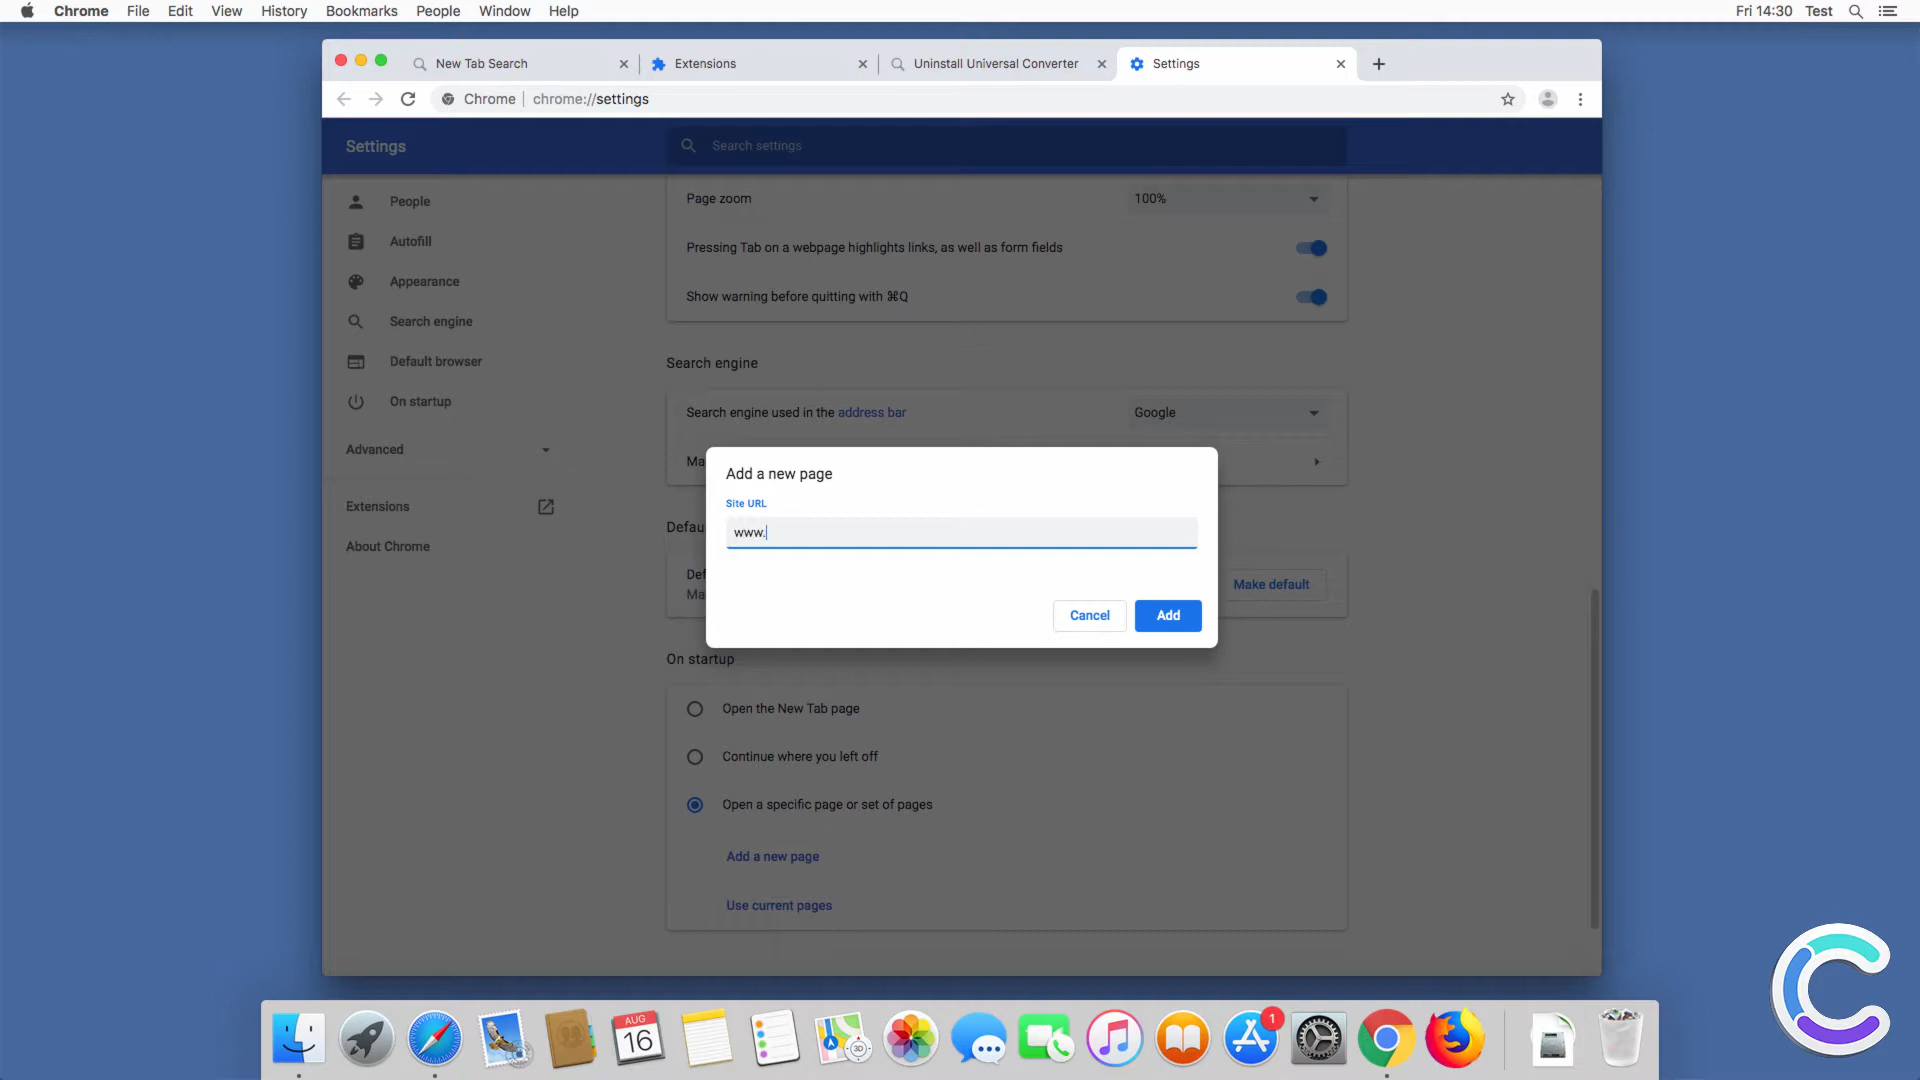 Chrome File Edit View History Bookmarks People Window Help Fri 14:30 Test
New Tab Search Extensions Uninstall Universal Converter Settings
Chrome | chrome://settings
Settings
Search settings
People
Autofill
Appearance
Search engine
Default browser
On startup
Advanced
Extensions
About Chrome
Page zoom 100%
Pressing Tab on a webpage highlights links, as well as form fields
Show warning before quitting with ⌘Q
Search engine
Search engine used in the address bar Google
Ma
Add a new page
Site URL
www.
Cancel Add
Defau
Def
Ma
Make default
On startup
Open the New Tab page
Continue where you left off
Open a specific page or set of pages
Add a new page
Use current pages
AUG
16
3D
1